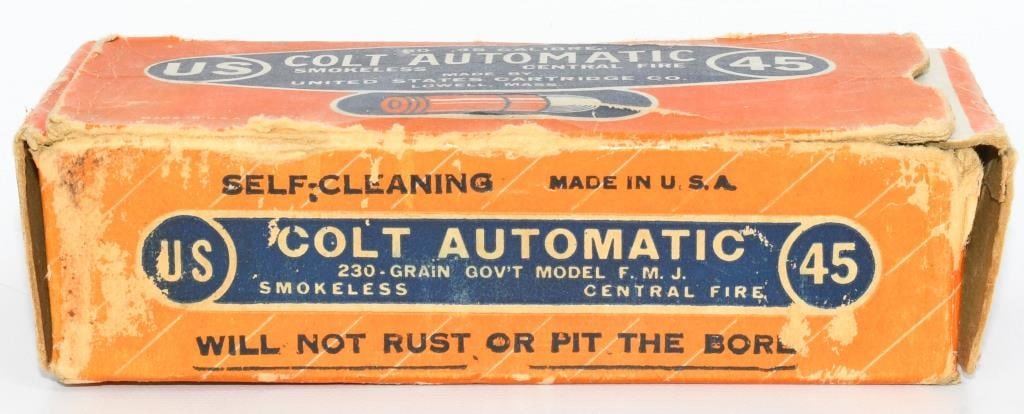 50 .45 CALIBRE
US COLT AUTOMATIC 45
SMOKELESS CENTRAL FIRE
MADE BY
UNITED STATES CARTRIDGE CO.
LOWELL, MASS.
SELF-CLEANING MADE IN U.S.A.
US COLT AUTOMATIC 45
230-GRAIN GOV'T MODEL F. M. J.
SMOKELESS CENTRAL FIRE
WILL NOT RUST OR PIT THE BORE